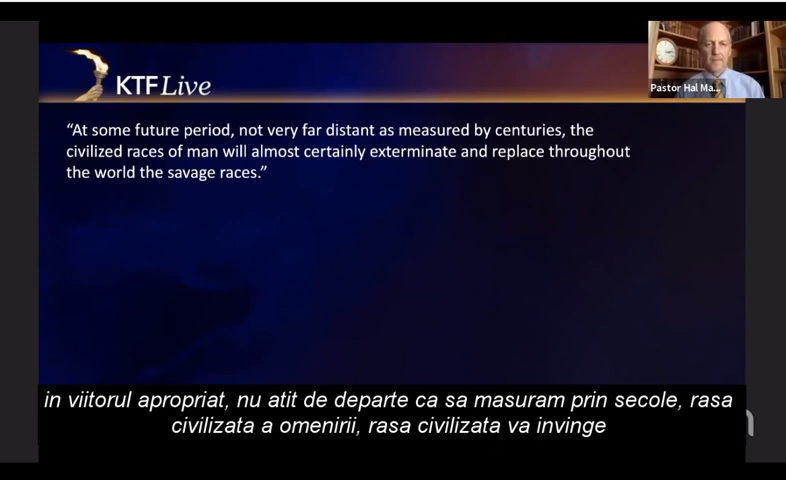 Pastor Hal Ma...
KTF Live
“At some future period, not very far distant as measured by centuries, the
civilized races of man will almost certainly exterminate and replace throughout
the world the savage races.”
in viitorul apropriat, nu atit de departe ca sa masuram prin secole, rasa
civilizata a omenirii, rasa civilizata va invinge